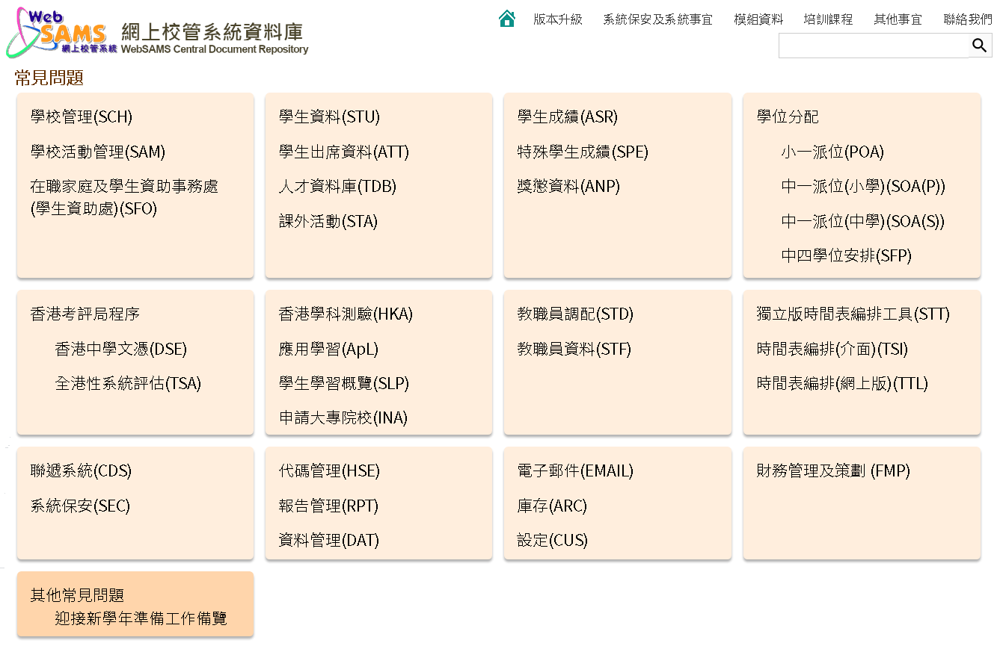 Web
SAMS
網上校管系統
網上校管系統資料庫
WebSAMS Central Document Repository
版本升級
系統保安及系統事宜
模組資料
培訓課程
其他事宜
聯絡我們
常見問題
學校管理(SCH)
學校活動管理(SAM)
在職家庭及學生資助事務處
(學生資助處)(SFO)
學生資料(STU)
學生出席資料(ATT)
人才資料庫(TDB)
課外活動(STA)
學生成績(ASR)
特殊學生成績(SPE)
獎懲資料(ANP)
學位分配
小一派位(POA)
中一派位(小學)(SOA(P))
中一派位(中學)(SOA(S))
中四學位安排(SFP)
香港考評局程序
香港中學文憑(DSE)
全港性系統評估(TSA)
香港學科測驗(HKA)
應用學習(ApL)
學生學習概覽(SLP)
申請大專院校(INA)
教職員調配(STD)
教職員資料(STF)
獨立版時間表編排工具(STT)
時間表編排(介面)(TSI)
時間表編排(網上版)(TTL)
聯遞系統(CDS)
系統保安(SEC)
代碼管理(HSE)
報告管理(RPT)
資料管理(DAT)
電子郵件(EMAIL)
庫存(ARC)
設定(CUS)
財務管理及策劃 (FMP)
其他常見問題
迎接新學年準備工作備覽